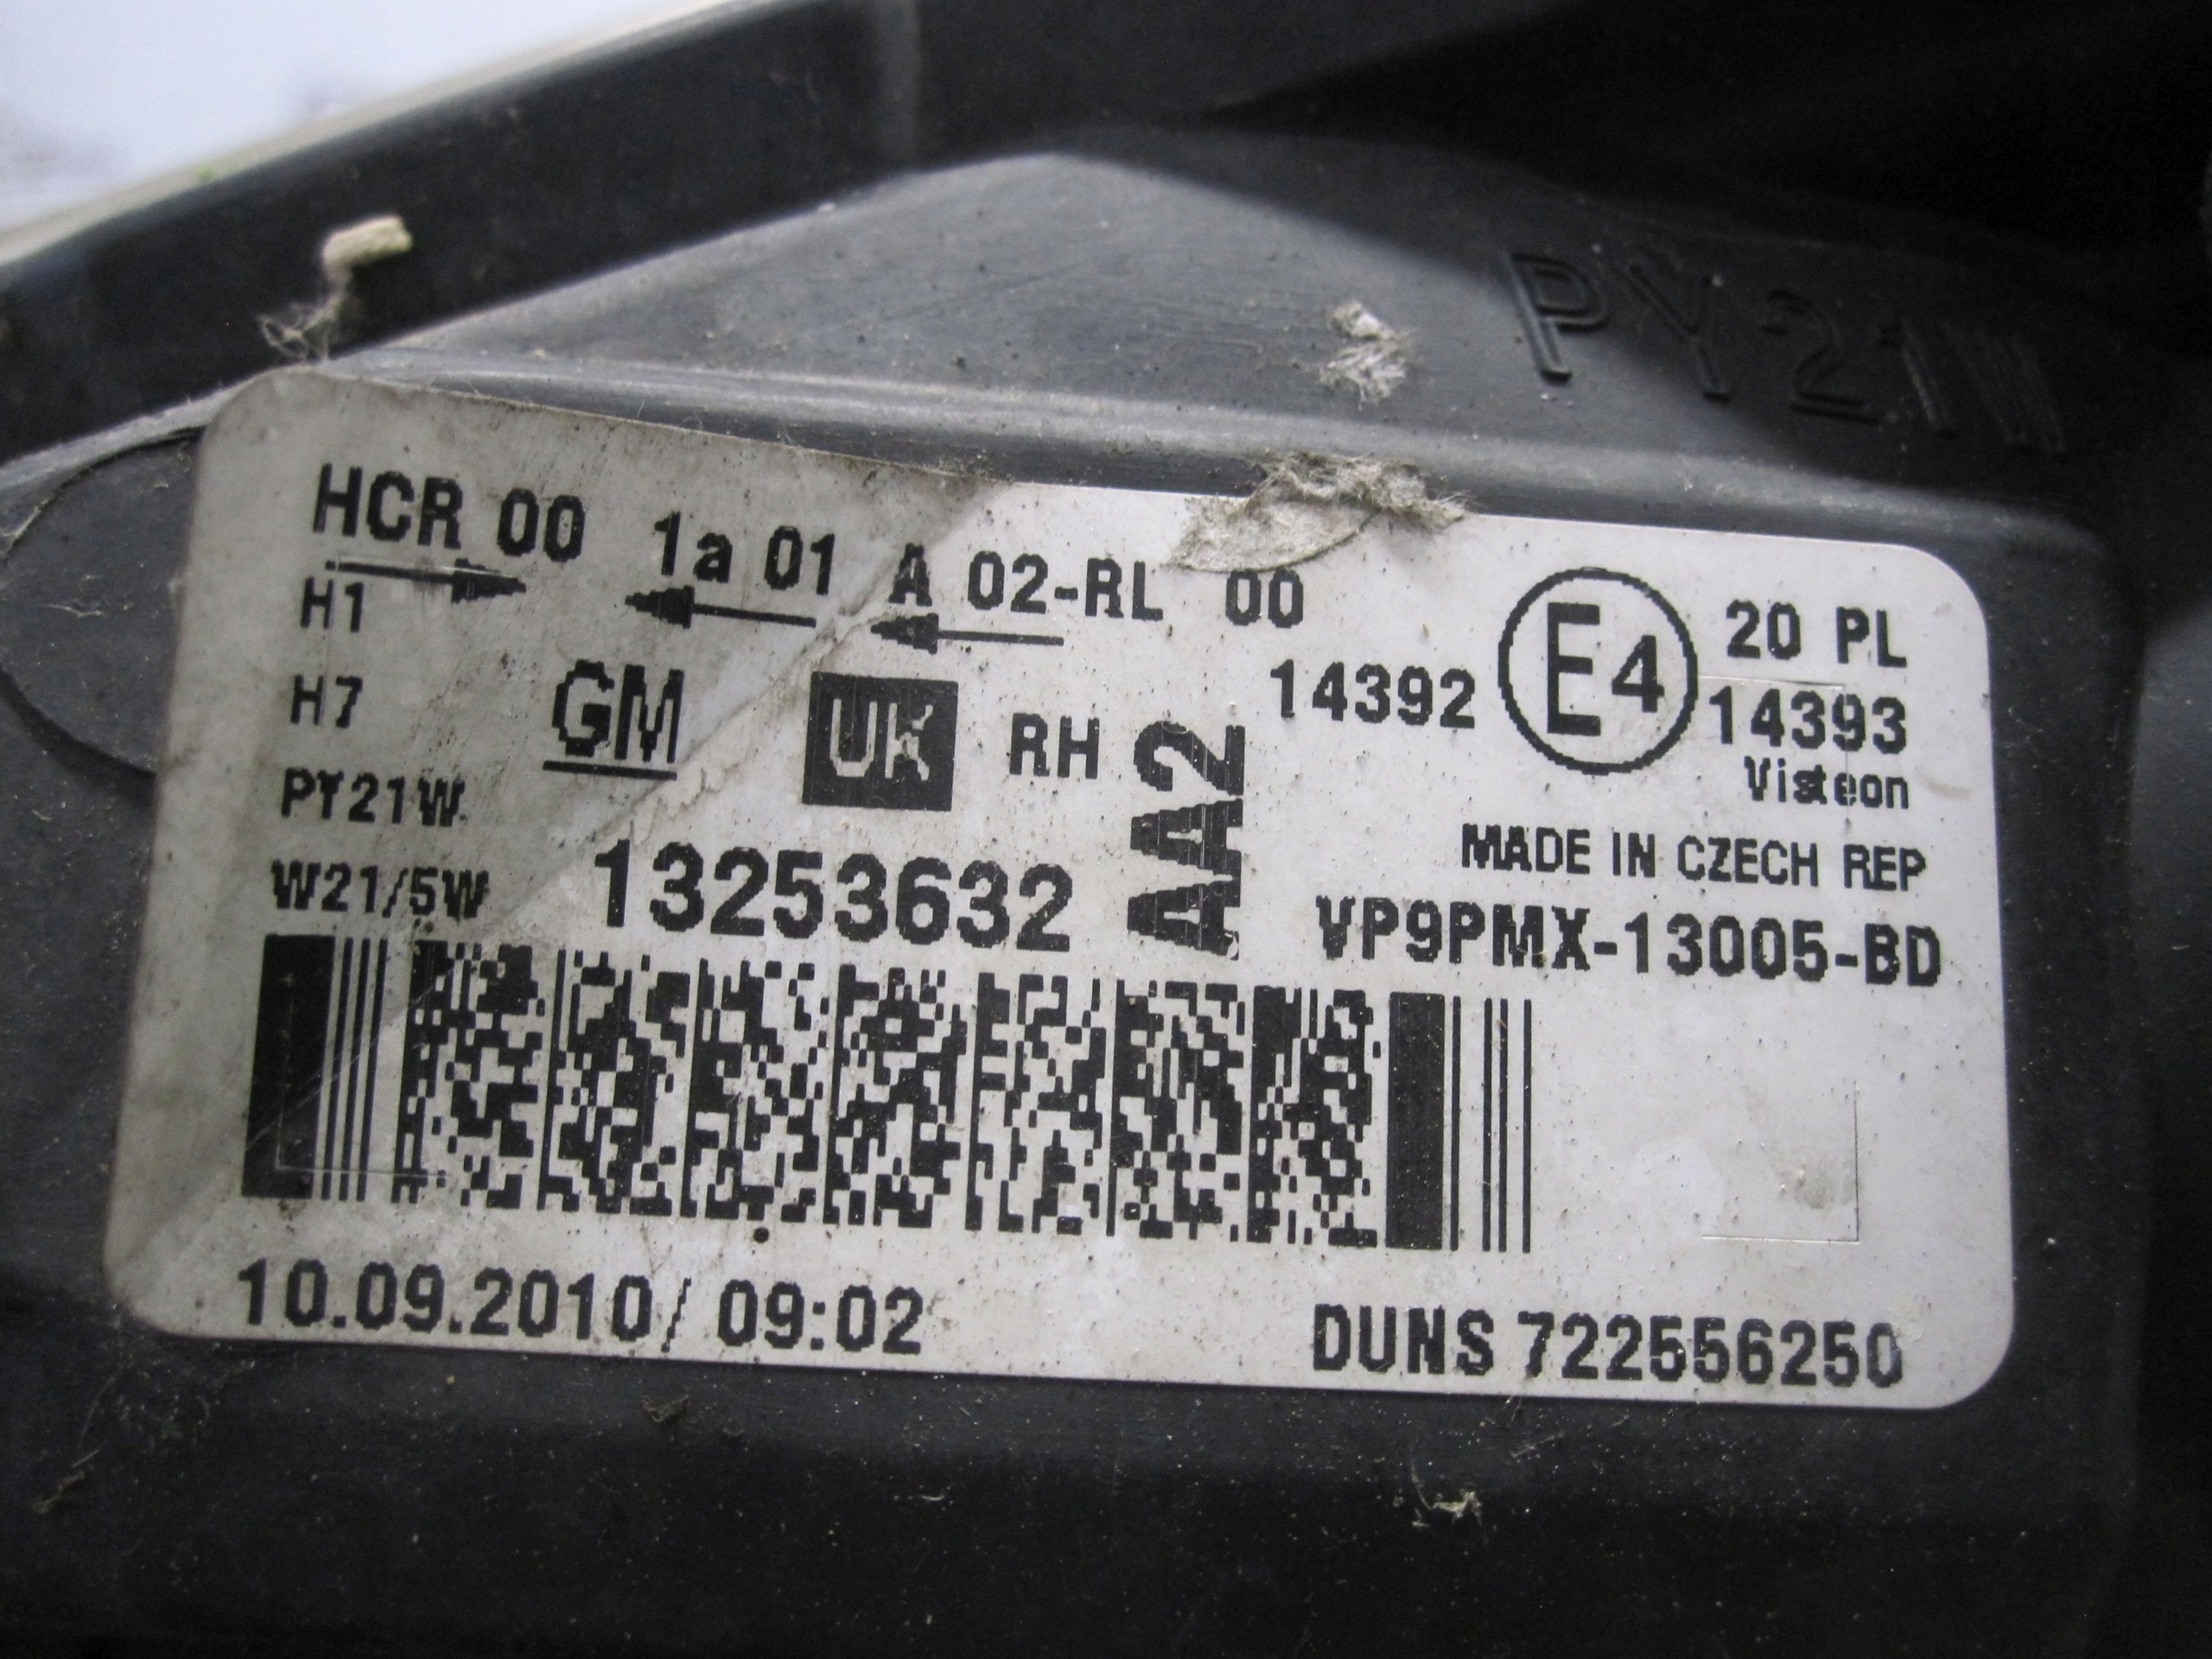 PY21W
HCR 00 1a 01 A 02-RL 00
H1
H7
PY21W
W21/5W
GM
UK
RH
AA2
13253632
14392
E4
20 PL
14393
Visteon
MADE IN CZECH REP
VP9PMX-13005-BD
10.09.2010/ 09:02
DUNS 722556250